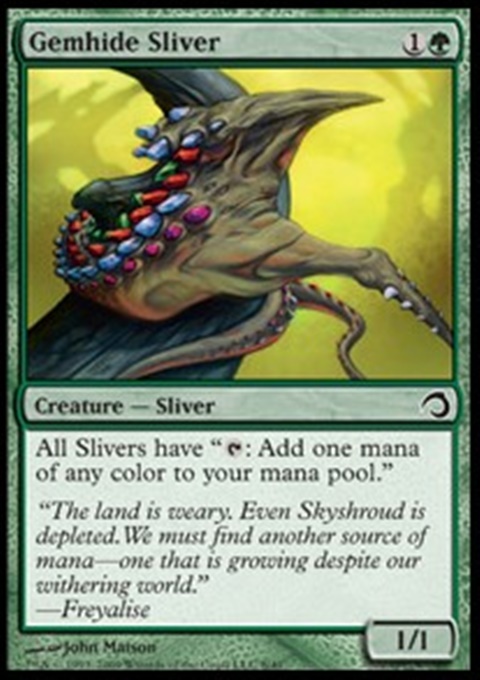 Gemhide Sliver 1
Creature — Sliver
All Slivers have “: Add one mana
of any color to your mana pool.”
“The land is weary. Even Skyshroud is
depleted. We must find another source of
mana—one that is growing despite our
withering world.”
—Freyalise
John Matson
1/1